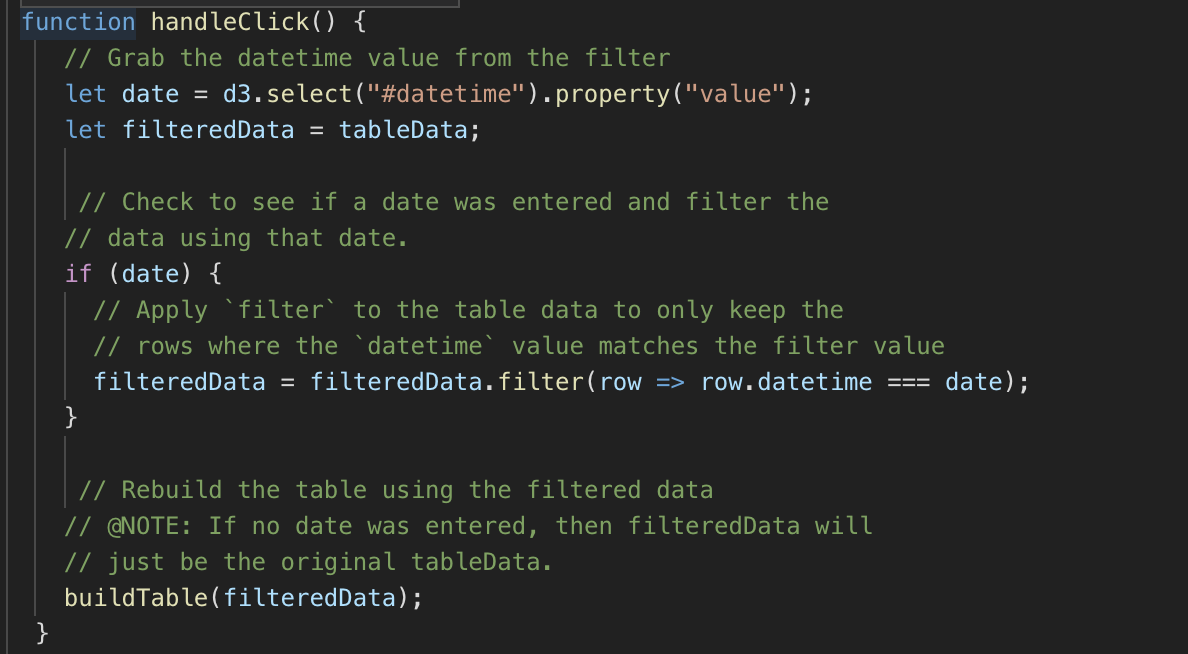 function handleClick() {
// Grab the datetime value from the filter
let date = d3.select("#datetime").property("value");
let filteredData = tableData;
// Check to see if a date was entered and filter the
// data using that date.
if (date) {
// Apply `filter` to the table data to only keep the
// rows where the `datetime` value matches the filter value
filteredData = filteredData.filter(row => row.datetime === date);
}
// Rebuild the table using the filtered data
// @NOTE: If no date was entered, then filteredData will
// just be the original tableData.
buildTable(filteredData);
}